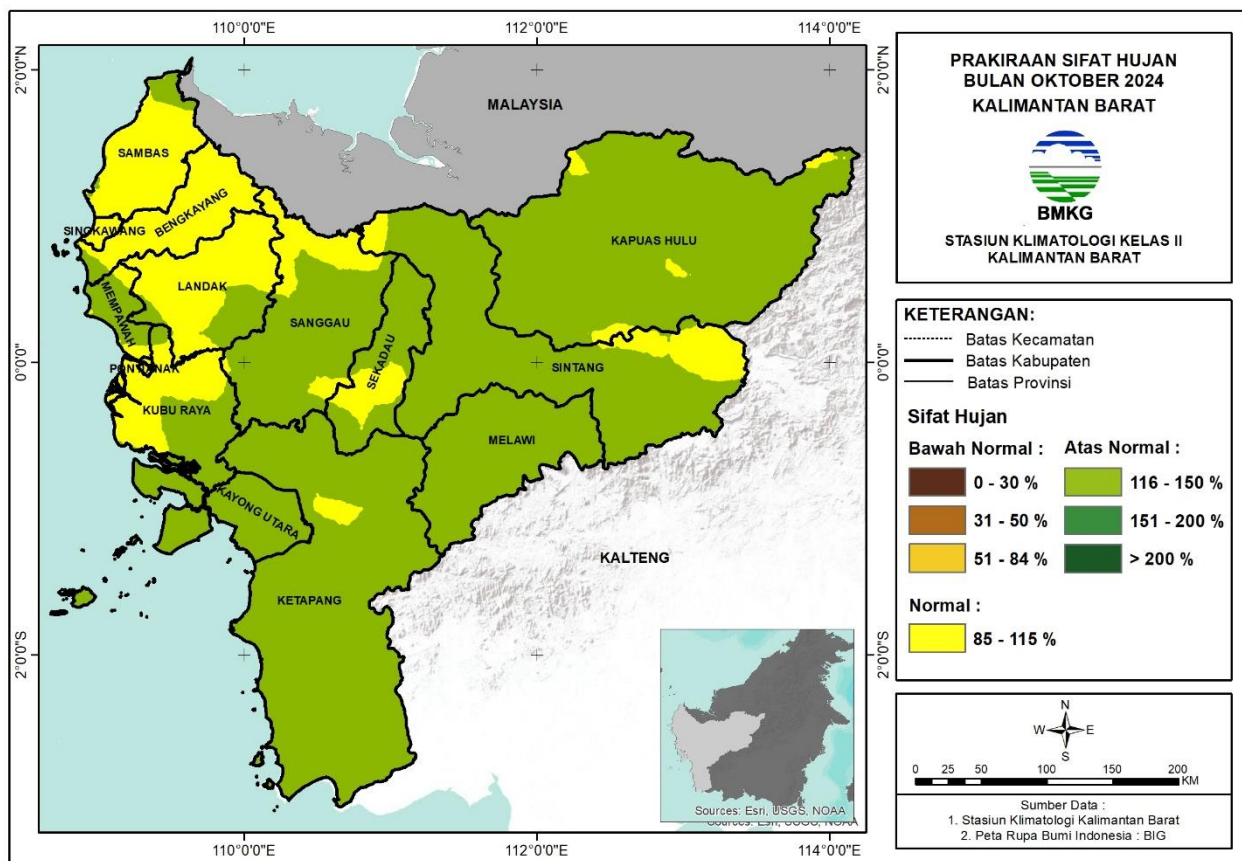 110°0'0"E
112°0'0"E
114°0'0"E
2°0'0"N
2°0'0"N
MALAYSIA
SAMBAS
BENGKAYANG
SINGKAWANG
KAPUAS HULU
LANDAK
MEMPAWAH
SANGGAU
SEKADAU
0°0'0"
0°0'0"
SINTANG
KUBU RAYA
MELAWI
KAYONG UTARA
KALTENG
KETAPANG
2°0'0"S
2°0'0"S
Sources: Esri, USGS, NOAA
Sources: Esri, USGS, NOAA
110°0'0"E
112°0'0"E
114°0'0"E
PRAKIRAAN SIFAT HUJAN
BULAN OKTOBER 2024
KALIMANTAN BARAT
BMKG
STASIUN KLIMATOLOGI KELAS II
KALIMANTAN BARAT
KETERANGAN:
Batas Kecamatan
Batas Kabupaten
Batas Provinsi
Sifat Hujan
Bawah Normal :
0 - 30 %
31 - 50 %
51 - 84 %
Atas Normal :
116 - 150 %
151 - 200 %
> 200 %
Normal :
85 - 115 %
N
W E
S
0 25 50 100 150 200
KM
Sumber Data :
1. Stasiun Klimatologi Kalimantan Barat
2. Peta Rupa Bumi Indonesia : BIG